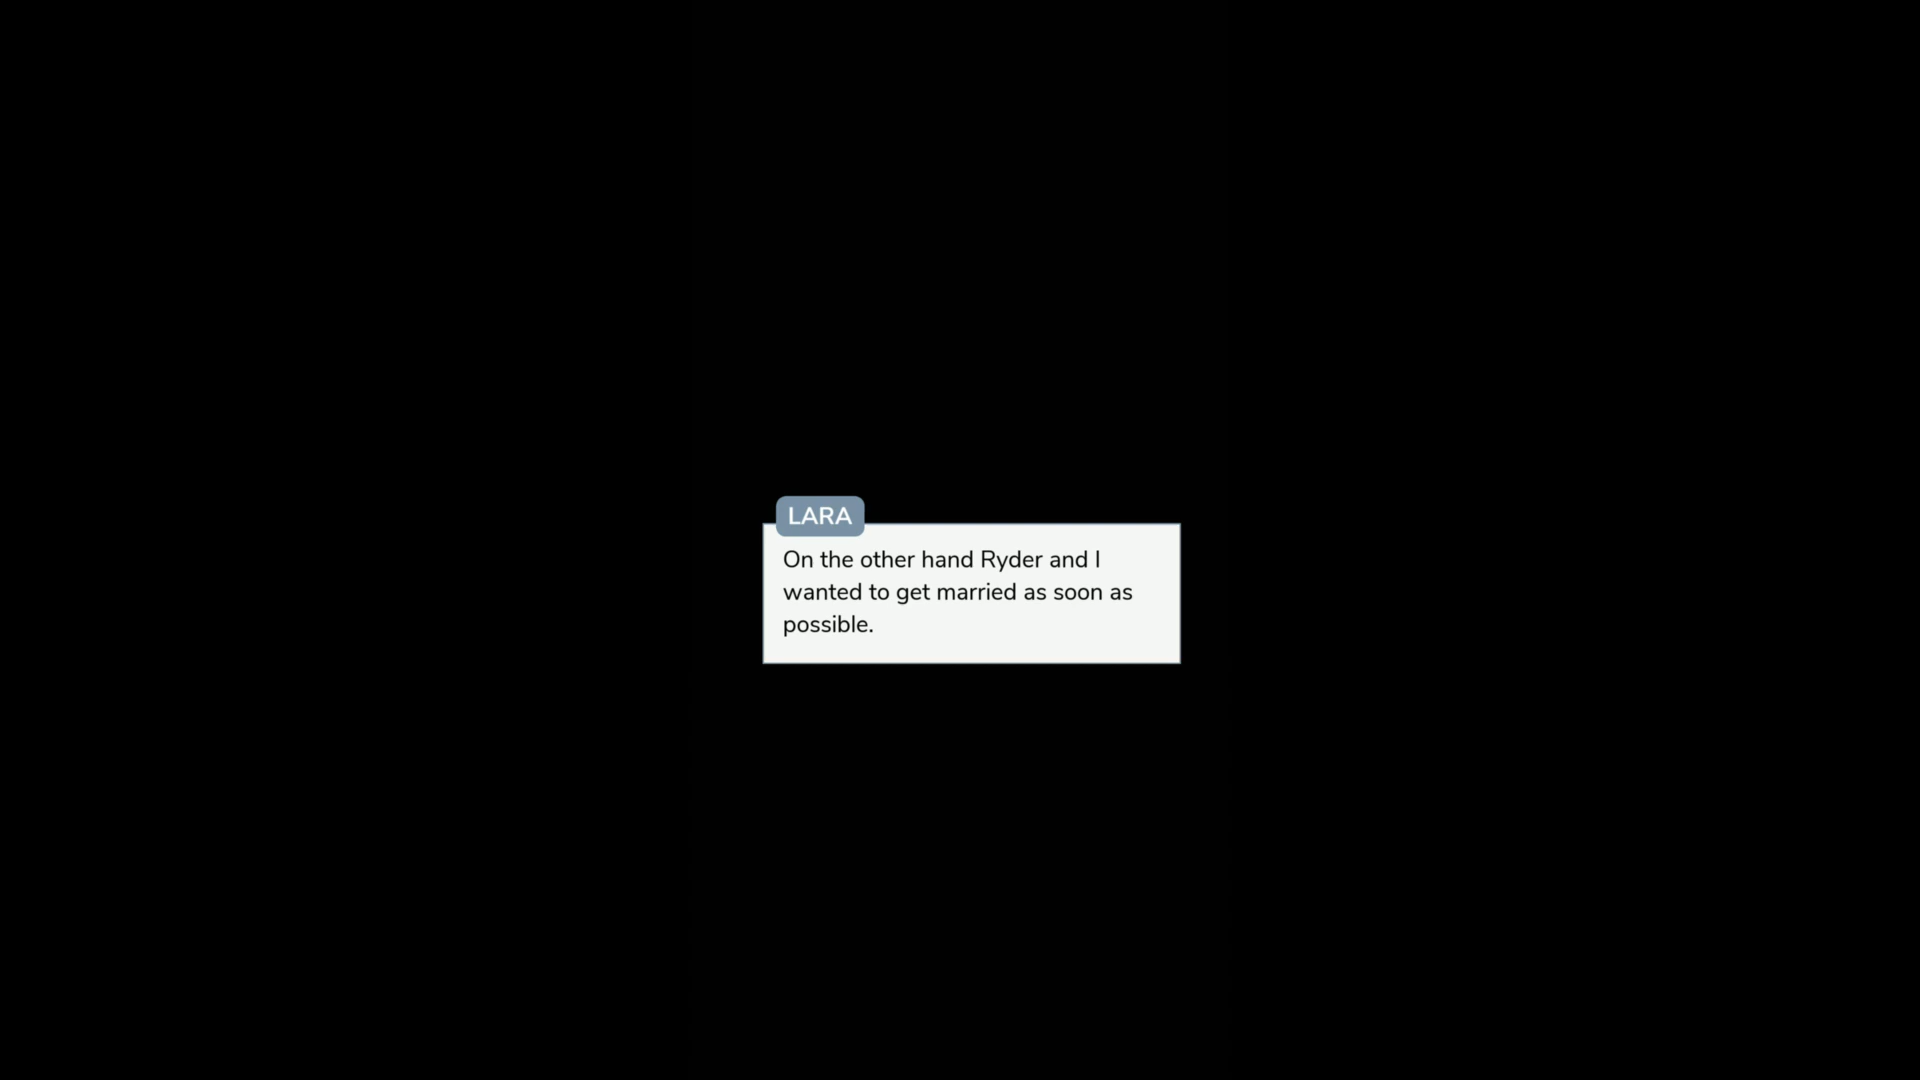 LARA
On the other hand Ryder and I
wanted to get married as soon as
possible.